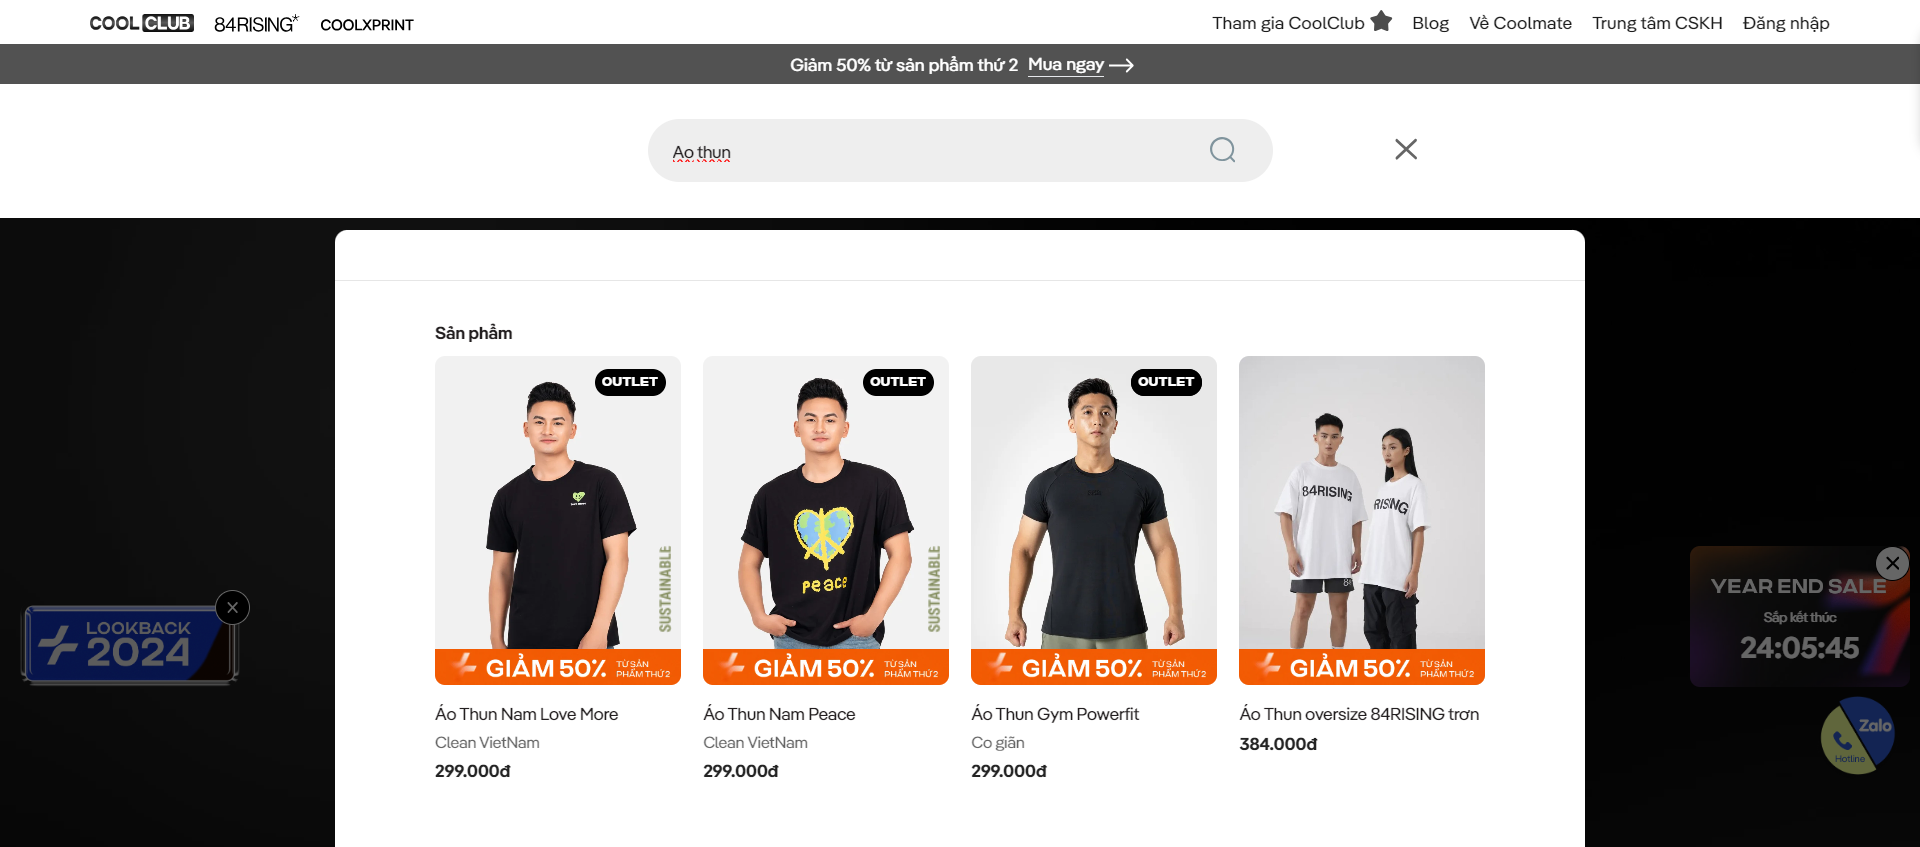 COOLCLUB 84RISING* COOLXPRINT Tham gia CoolClub Blog Về Coolmate Trung tâm CSKH Đăng nhập
Giảm 50% từ sản phẩm thứ 2 Mua ngay
Ao thun
Sản phẩm
OUTLET
SUSTAINABLE
GIẢM 50% TỪ SẢN
PHẨM THỨ 2
Áo Thun Nam Love More
Clean VietNam
299.000đ
OUTLET
peace
SUSTAINABLE
GIẢM 50% TỪ SẢN
PHẨM THỨ 2
Áo Thun Nam Peace
Clean VietNam
299.000đ
OUTLET
GIẢM 50% TỪ SẢN
PHẨM THỨ 2
Áo Thun Gym Powerfit
Co giãn
299.000đ
84RISING
RISING
84
GIẢM 50% TỪ SẢN
PHẨM THỨ 2
Áo Thun oversize 84RISING trơn
384.000đ
LOOKBACK
2024
YEAR END SALE
Sắp kết thúc
24:05:45
Zalo
Hotline